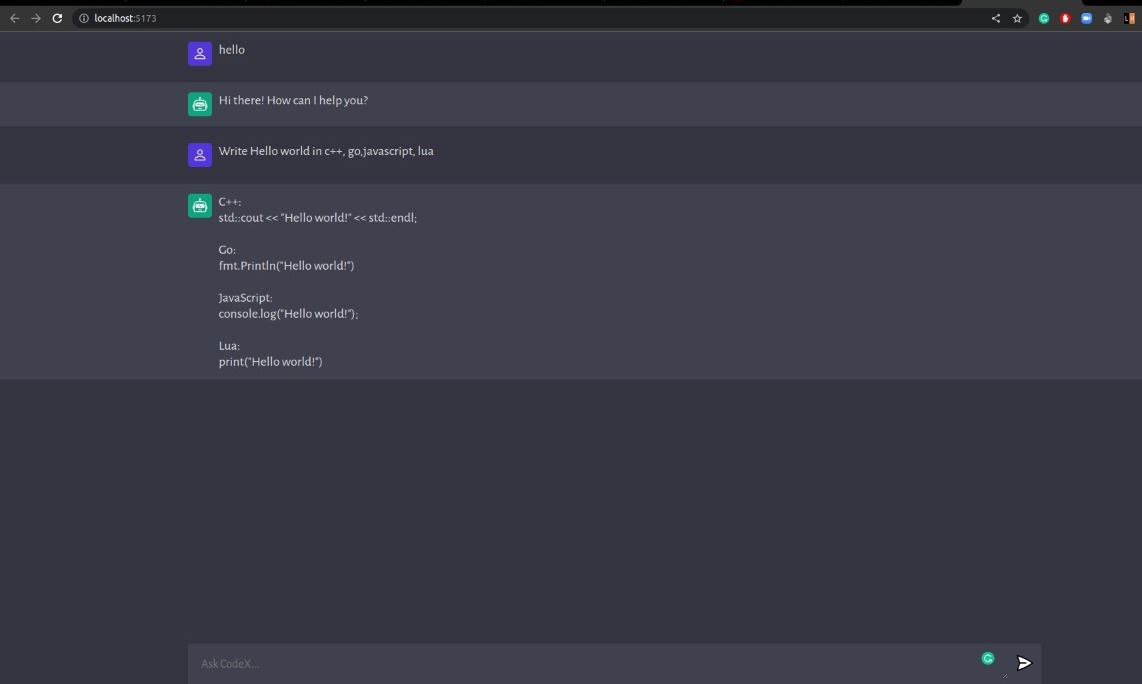 localhost:5173
hello
Hi there! How can I help you?
Write Hello world in c++, go,javascript, lua
C++:
std::cout << "Hello world!" << std::endl;
Go:
fmt.Println("Hello world!")
JavaScript:
console.log("Hello world!");
Lua:
print("Hello world!")
Ask CodeX...